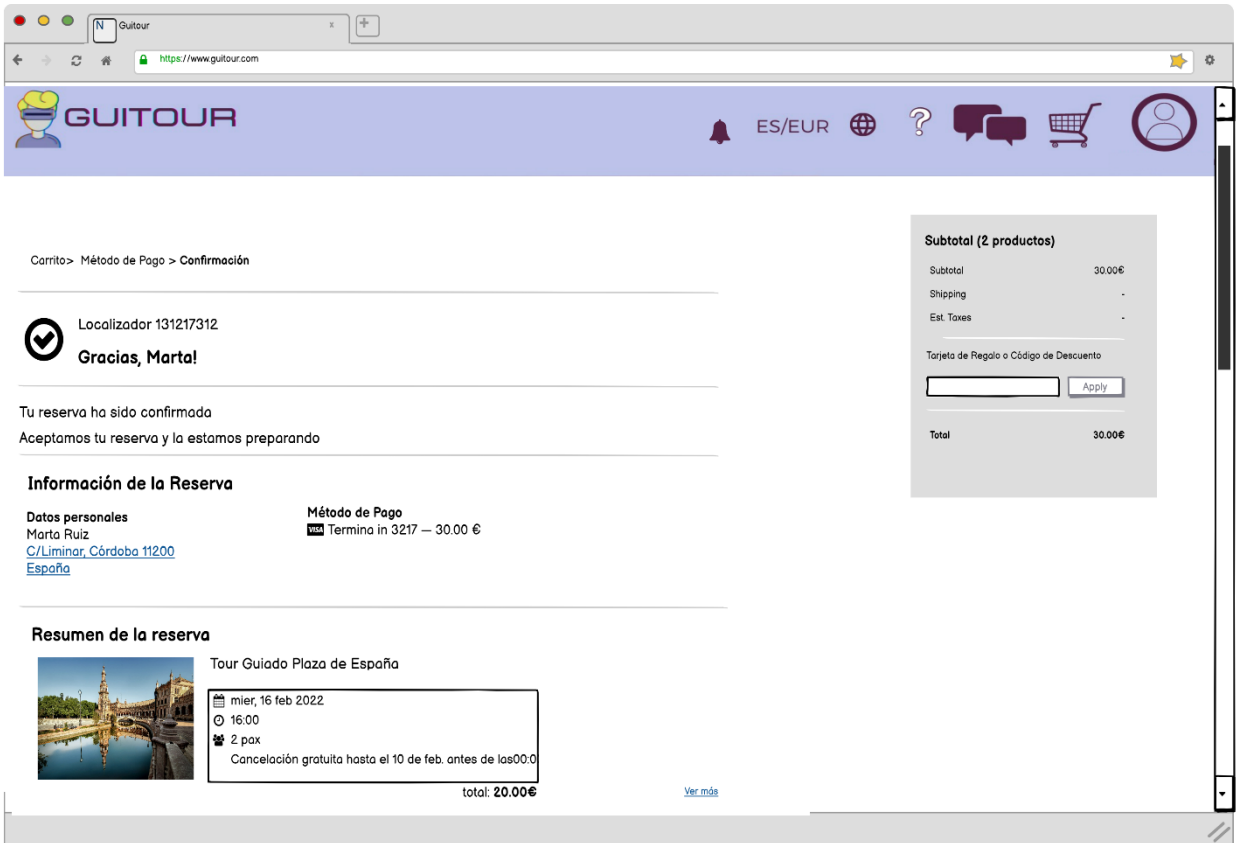 N Guitour x +
https://www.guitour.com
GUITOUR
ES/EUR ?
Carrito> Método de Pago > Confirmación
Localizador 131217312
Gracias, Marta!
Tu reserva ha sido confirmada
Aceptamos tu reserva y la estamos preparando
Información de la Reserva
Datos personales
Marta Ruiz
C/Liminar, Córdoba 11200
España
Método de Pago
VISA Termina in 3217 — 30.00 €
Resumen de la reserva
Tour Guiado Plaza de España
mier, 16 feb 2022
16:00
2 pax
Cancelación gratuita hasta el 10 de feb. antes de las00:0
total: 20.00€
Ver más
Subtotal (2 productos)
Subtotal 30.00€
Shipping -
Est. Taxes -
Tarjeta de Regalo o Código de Descuento
Apply
Total 30.00€